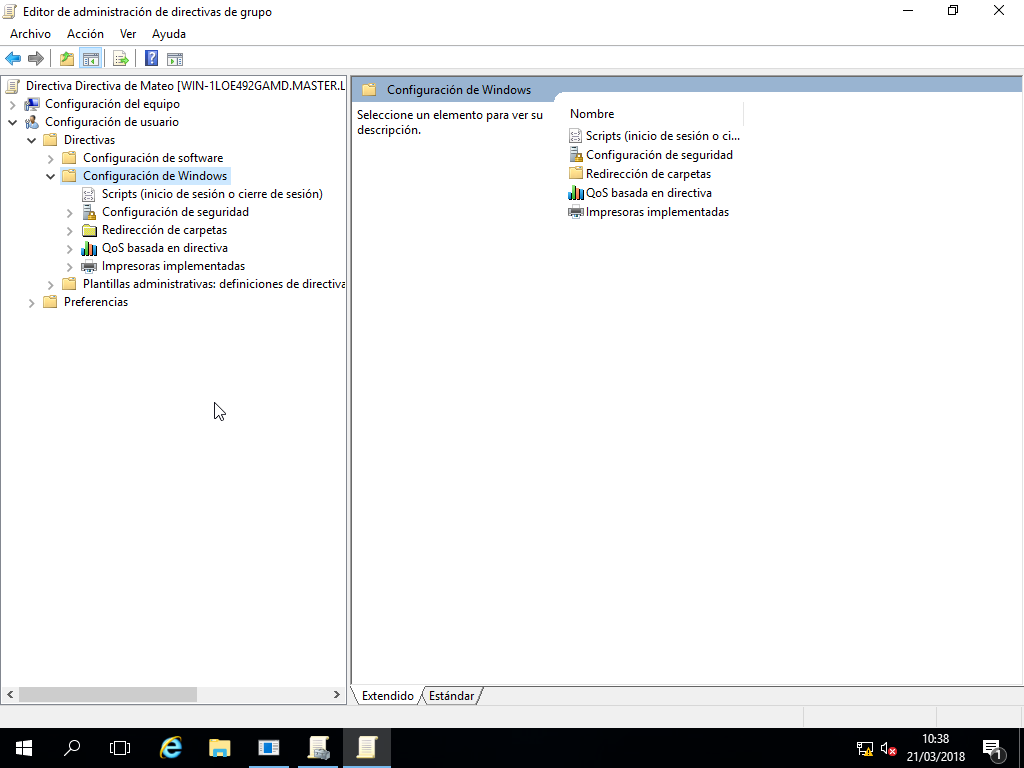 Editor de administración de directivas de grupo
Archivo Acción Ver Ayuda
Directiva Directiva de Mateo [WIN-1LOE492GAMD.MASTER.L
Configuración del equipo
Configuración de usuario
Directivas
Configuración de software
Configuración de Windows
Scripts (inicio de sesión o cierre de sesión)
Configuración de seguridad
Redirección de carpetas
QoS basada en directiva
Impresoras implementadas
Plantillas administrativas: definiciones de directiva
Preferencias
Configuración de Windows
Seleccione un elemento para ver su
descripción.
Nombre
Scripts (inicio de sesión o ci...
Configuración de seguridad
Redirección de carpetas
QoS basada en directiva
Impresoras implementadas
Extendido Estándar
10:38
21/03/2018
1